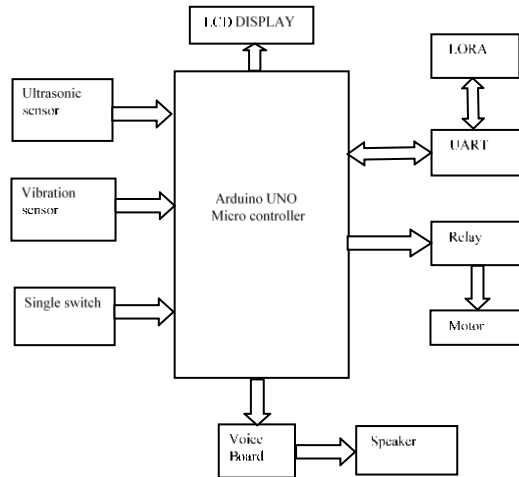 LCD DISPLAY
LORA
Ultrasonic
sensor
UART
Vibration
sensor
Arduino UNO
Micro controller
Relay
Single switch
Motor
Voice
Board
Speaker